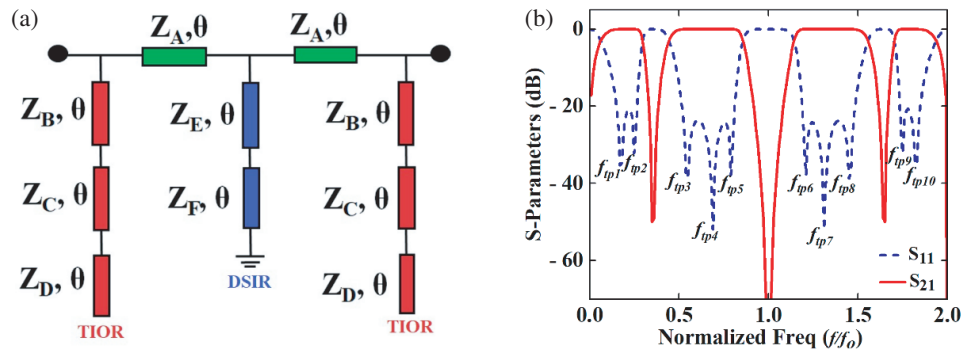 (a)
Z_A,θ
Z_A,θ
Z_B, θ
Z_E, θ
Z_B, θ
Z_C, θ
Z_F, θ
Z_C, θ
Z_D, θ
DSIR
Z_D, θ
TIOR
TIOR
(b)
S-Parameters (dB)
0
- 20
- 40
- 60
f_tp1
f_tp2
f_tp3
f_tp4
f_tp5
f_tp6
f_tp7
f_tp8
f_tp9
f_tp10
S_11
S_21
0.0 0.5 1.0 1.5 2.0
Normalized Freq (f/f_o)